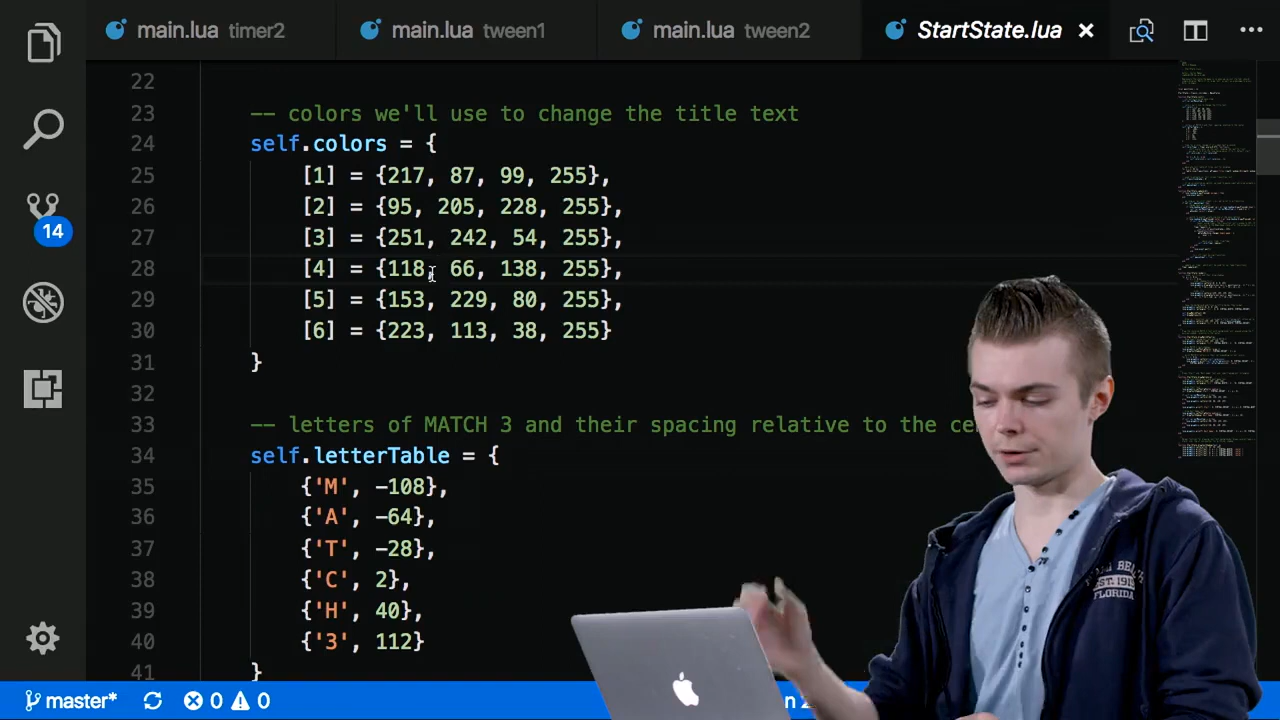 main.lua timer2
main.lua tween1
main.lua tween2
StartState.lua
22
23 -- colors we'll use to change the title text
24 self.colors = {
25 [1] = {217, 87, 99, 255},
26 [2] = {95, 205, 228, 255},
27 [3] = {251, 242, 54, 255},
28 [4] = {118, 66, 138, 255},
29 [5] = {153, 229, 80, 255},
30 [6] = {223, 113, 38, 255}
31 }
32
33 -- letters of MATCH 3 and their spacing relative to the
34 self.letterTable = {
35 {'M', -108},
36 {'A', -64},
37 {'T', -28},
38 {'C', 2},
39 {'H', 40},
40 {'3', 112}
41 }
14
BEACH
EST. 1915
FLORIDA
master* 0 0